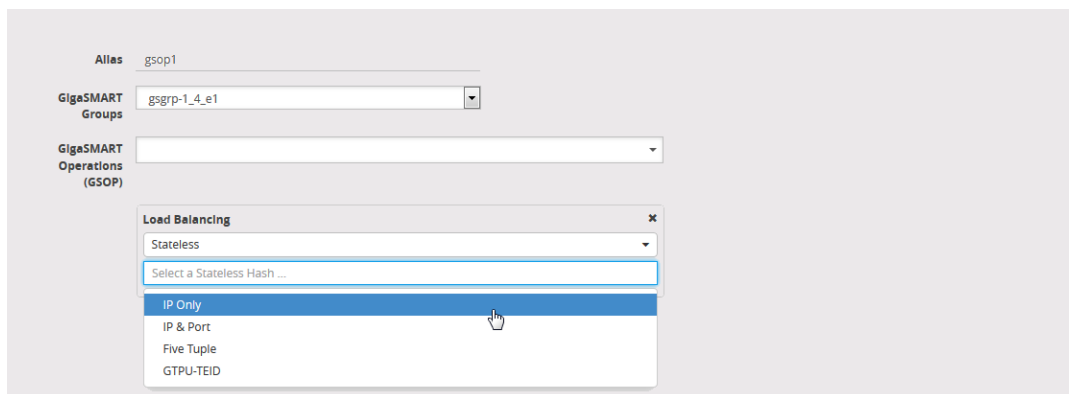 Alias gsop1
GigaSMART
Groups
gsgrp-1_4_e1
GigaSMART
Operations
(GSOP)
Load Balancing ✖
Stateless
Select a Stateless Hash ...
IP Only
IP & Port
Five Tuple
GTPU-TEID